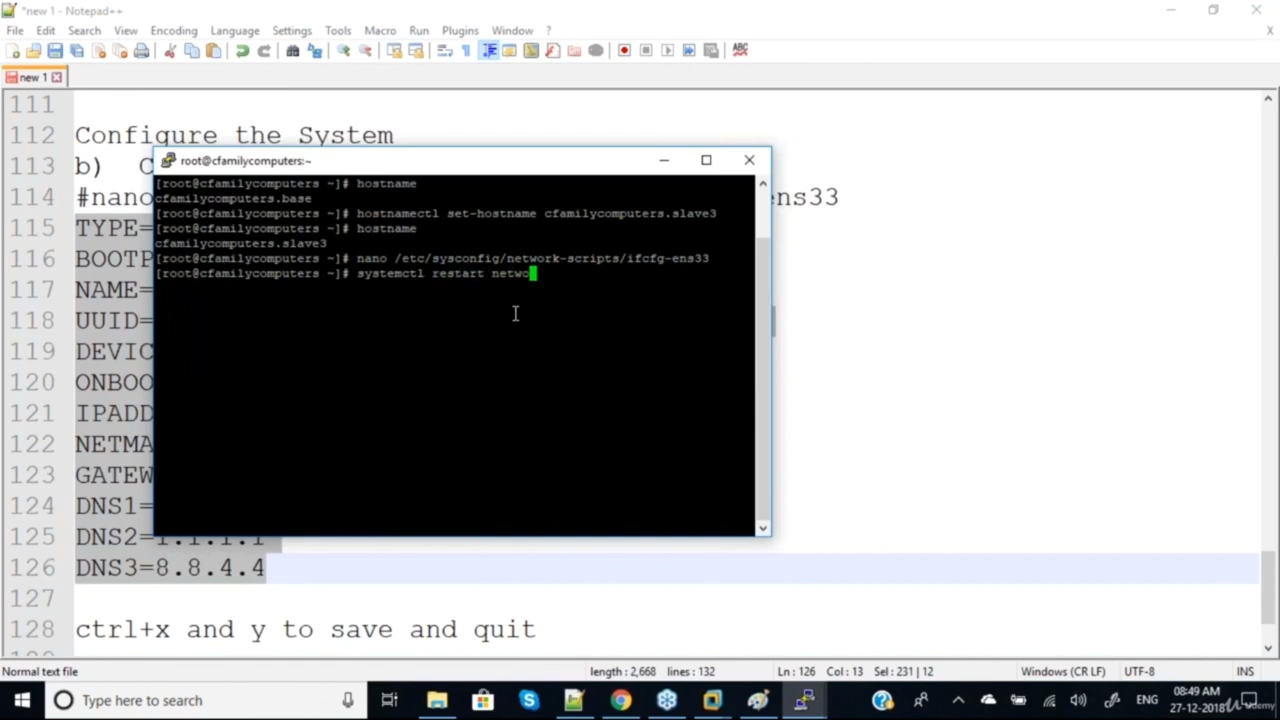 *new 1 - Notepad++
File Edit Search View Encoding Language Settings Tools Macro Run Plugins Window ?
X
new 1
111
112 Configure the System
113 b) C
114 #nano ens33
115 TYPE=
116 BOOTP
117 NAME=
118 UUID=
119 DEVIC
120 ONBOO
121 IPADD
122 NETMA
123 GATEW
124 DNS1=
125 DNS2=1.1.1.1
126 DNS3=8.8.4.4
127
128 ctrl+x and y to save and quit
root@cfamilycomputers:~
[root@cfamilycomputers ~]# hostname
cfamilycomputers.base
[root@cfamilycomputers ~]# hostnamectl set-hostname cfamilycomputers.slave3
[root@cfamilycomputers ~]# hostname
cfamilycomputers.slave3
[root@cfamilycomputers ~]# nano /etc/sysconfig/network-scripts/ifcfg-ens33
[root@cfamilycomputers ~]# systemctl restart netwo
Normal text file length : 2,668 lines : 132 Ln : 126 Col : 13 Sel : 231 | 12 Windows (CR LF) UTF-8 INS
Type here to search
ENG
08:49 AM
27-12-2018
Udemy